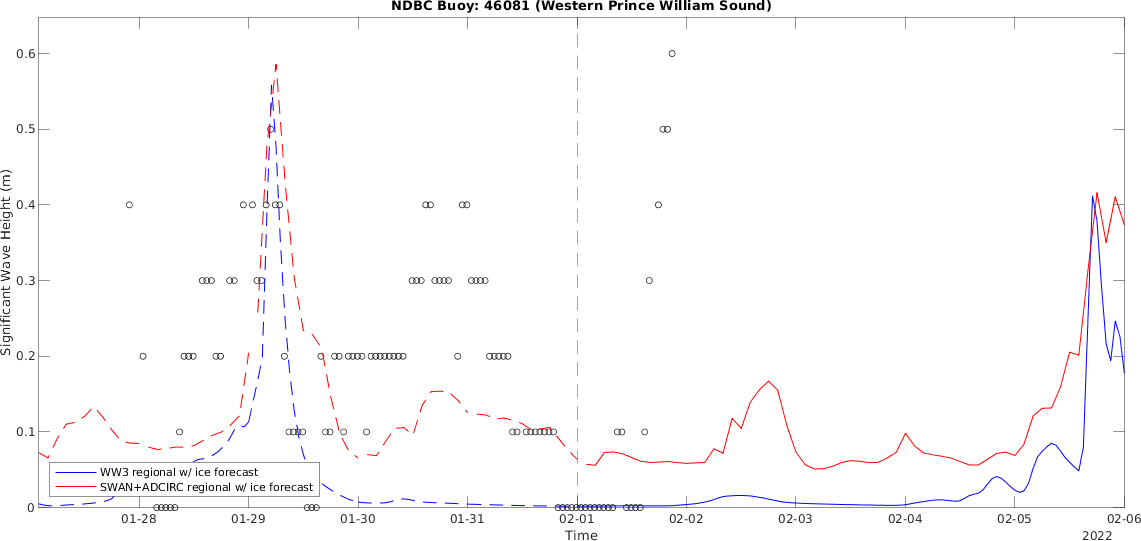 NDBC Buoy: 46081 (Western Prince William Sound)
Significant Wave Height (m)
0.6
0.5
0.4
0.3
0.2
0.1
0
WW3 regional w/ ice forecast
SWAN+ADCIRC regional w/ ice forecast
01-28 01-29 01-30 01-31 02-01 02-02 02-03 02-04 02-05 02-06
Time
2022